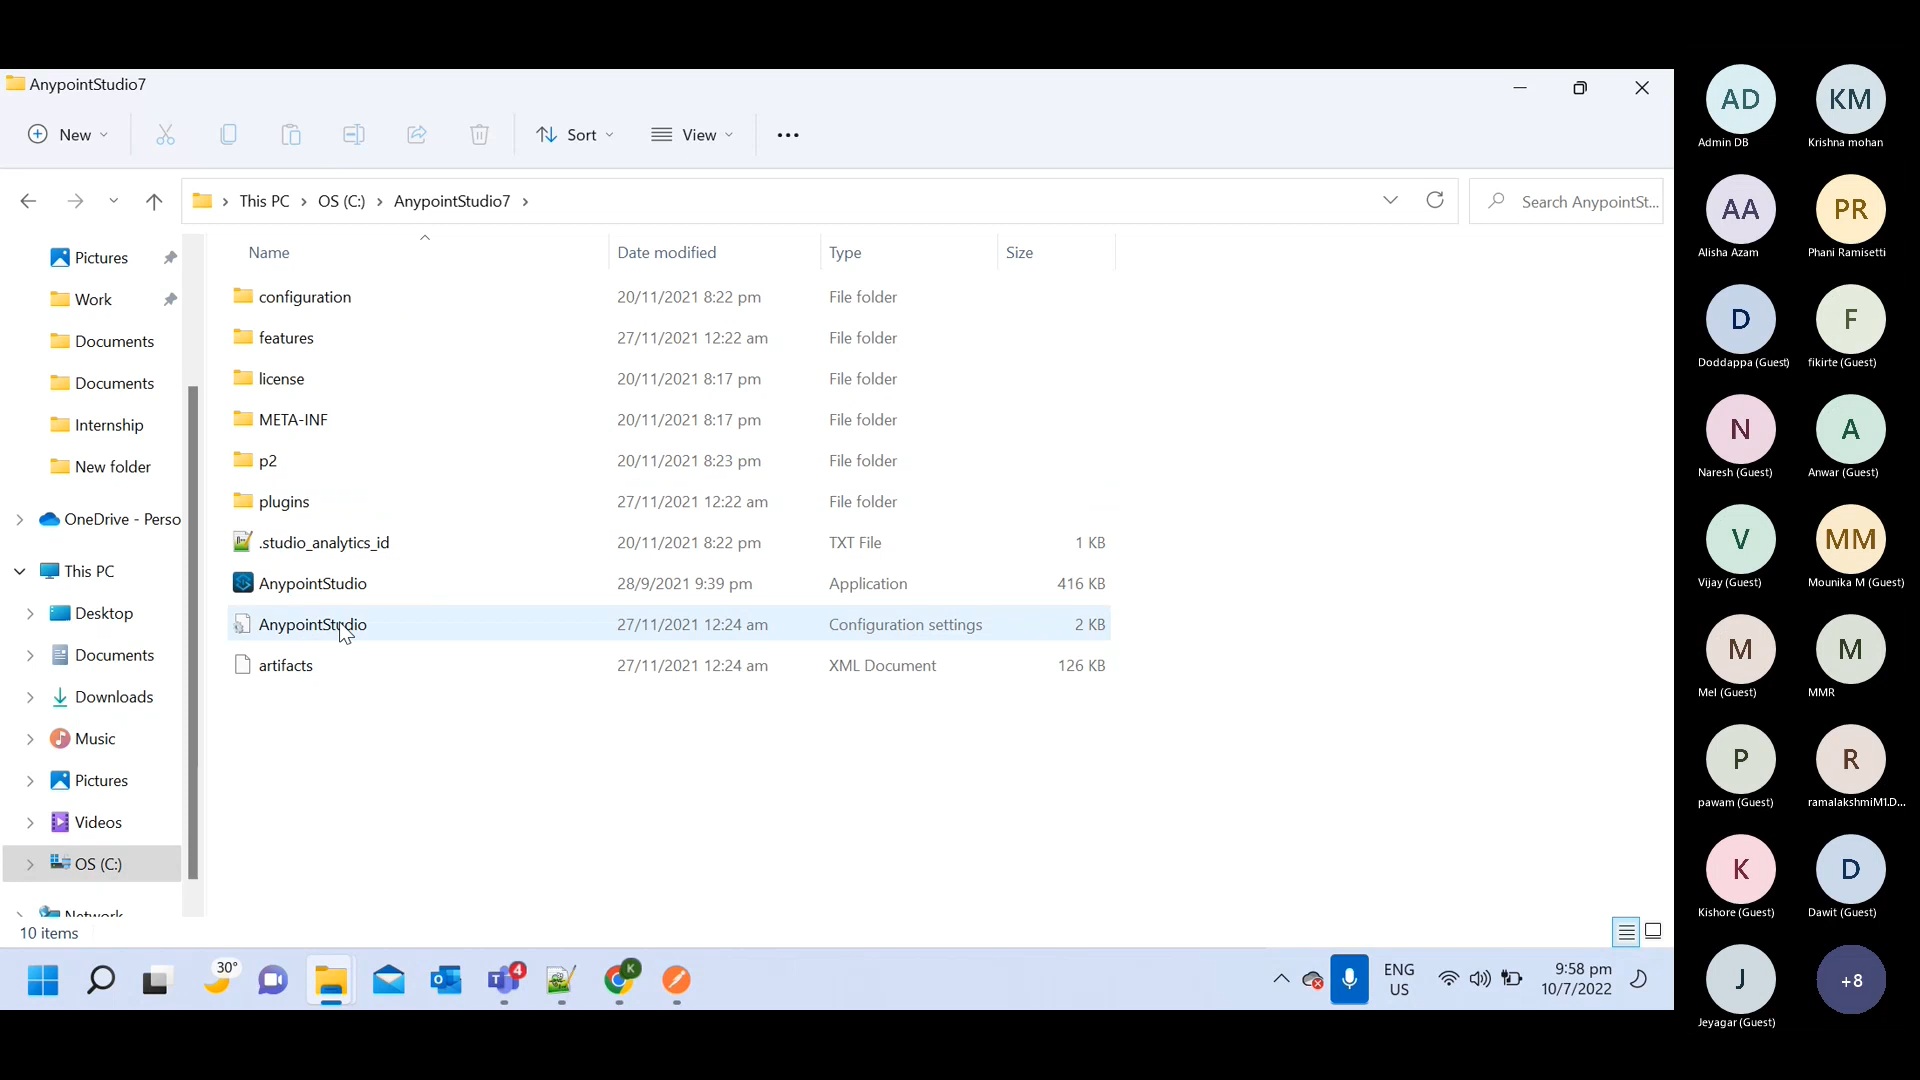 AnypointStudio7
New
Sort
View
This PC
OS (C:)
AnypointStudio7
Search AnypointSt...
Name
Date modified
Type
Size
Pictures
Work
Documents
Documents
Internship
New folder
OneDrive - Perso
This PC
Desktop
Documents
Downloads
Music
Pictures
Videos
OS (C:)
Network
configuration 20/11/2021 8:22 pm File folder
features 27/11/2021 12:22 am File folder
license 20/11/2021 8:17 pm File folder
META-INF 20/11/2021 8:17 pm File folder
p2 20/11/2021 8:23 pm File folder
plugins 27/11/2021 12:22 am File folder
.studio_analytics_id 20/11/2021 8:22 pm TXT File 1 KB
AnypointStudio 28/9/2021 9:39 pm Application 416 KB
AnypointStudio 27/11/2021 12:24 am Configuration settings 2 KB
artifacts 27/11/2021 12:24 am XML Document 126 KB
10 items
30°
4
K
ENG
US
9:58 pm
10/7/2022
AD
Admin DB
KM
Krishna mohan
AA
Alisha Azam
PR
Phani Ramisetti
D
Doddappa (Guest)
F
fikirte (Guest)
N
Naresh (Guest)
A
Anwar (Guest)
V
Vijay (Guest)
MM
Mounika M (Guest)
M
Mel (Guest)
M
MMR
P
pawam (Guest)
R
ramalakshmiM1.D...
K
Kishore (Guest)
D
Dawit (Guest)
J
Jeyagar (Guest)
+8